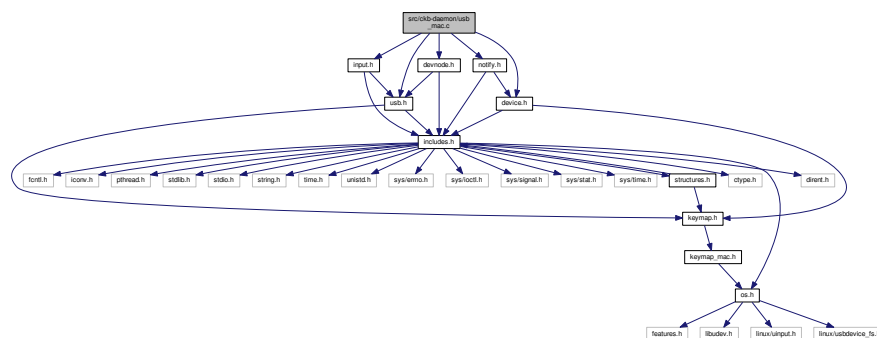 src/ckb-daemon/usb
_mac.c
input.h
devnode.h
notify.h
usb.h
device.h
includes.h
fcntl.h
iconv.h
pthread.h
stdlib.h
stdio.h
string.h
time.h
unistd.h
sys/errno.h
sys/ioctl.h
sys/signal.h
sys/stat.h
sys/time.h
structures.h
ctype.h
dirent.h
keymap.h
keymap_mac.h
os.h
features.h
libudev.h
linux/uinput.h
linux/usbdevice_fs.